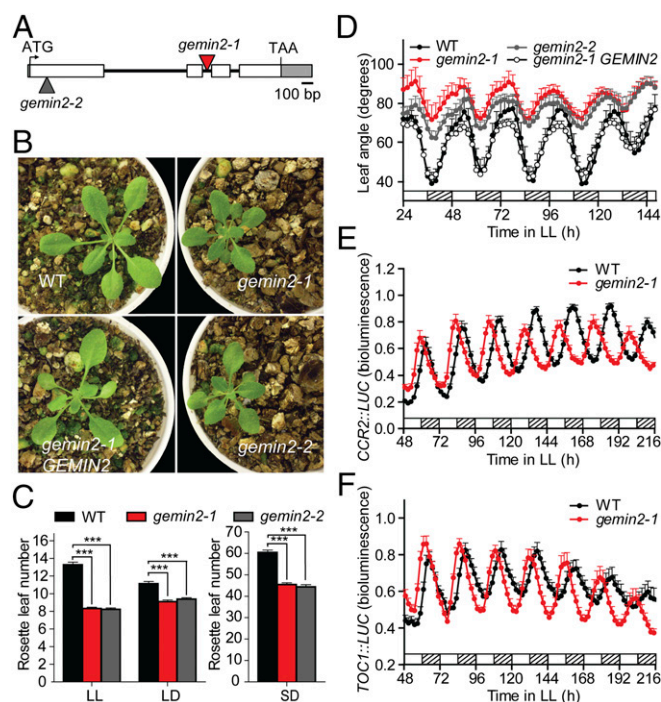 A
ATG
gemin2-1
TAA
gemin2-2
100 bp
B
WT
gemin2-1
gemin2-1
GEMIN2
gemin2-2
C
WT gemin2-1 gemin2-2
Rosette leaf number
16
14
12
10
8
6
4
2
0
***
***
***
***
LL LD
Rosette leaf number
70
60
50
40
30
20
10
0
***
***
SD
D
WT gemin2-2
gemin2-1 gemin2-1 GEMIN2
Leaf angle (degrees)
100
80
60
40
24 48 72 96 120 144
Time in LL (h)
E
WT
gemin2-1
CCR2::LUC (bioluminescence)
1.2
1.0
0.8
0.6
0.4
0.2
0.0
48 72 96 120 144 168 192 216
Time in LL (h)
F
WT
gemin2-1
TOC1::LUC (bioluminescence)
1.0
0.8
0.6
0.4
0.2
48 72 96 120 144 168 192 216
Time in LL (h)